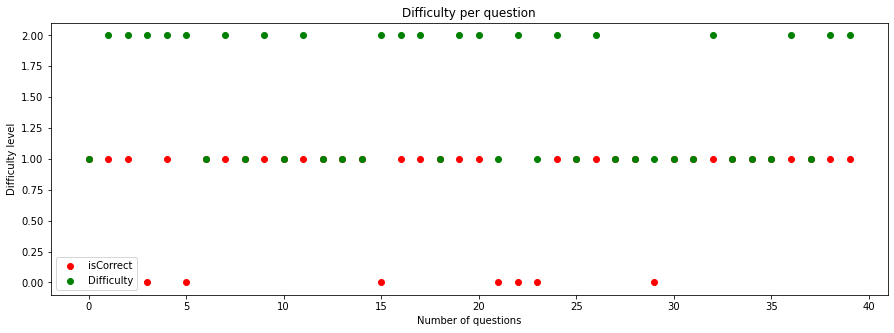 Difficulty per question
Difficulty level
2.00
1.75
1.50
1.25
1.00
0.75
0.50
0.25
0.00
isCorrect
Difficulty
0 5 10 15 20 25 30 35 40
Number of questions